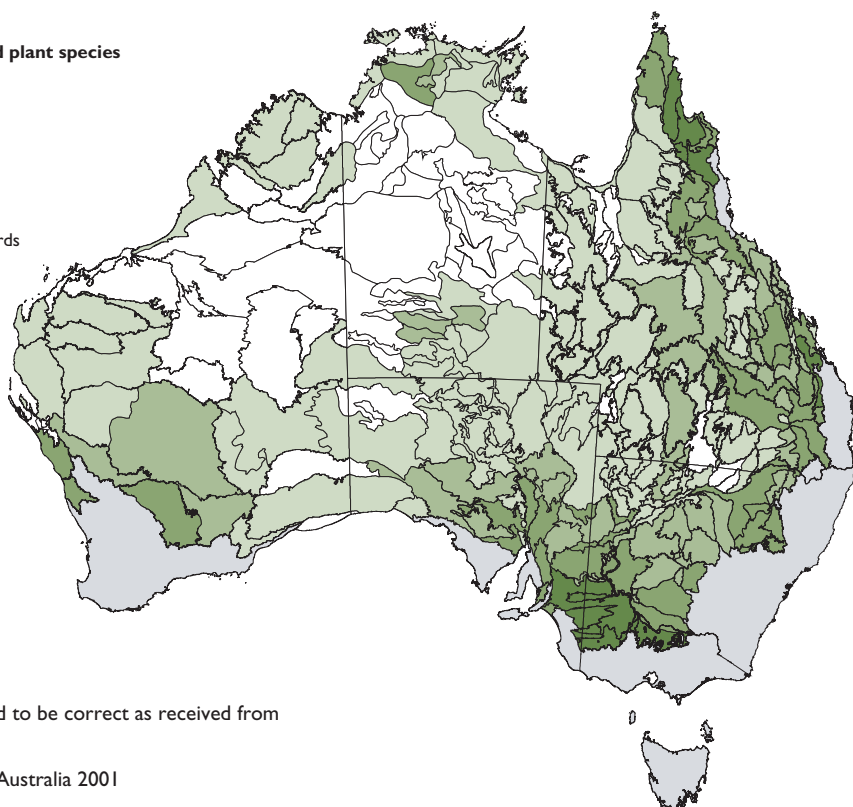 plant species
rds
to be correct as received from
Australia 2001